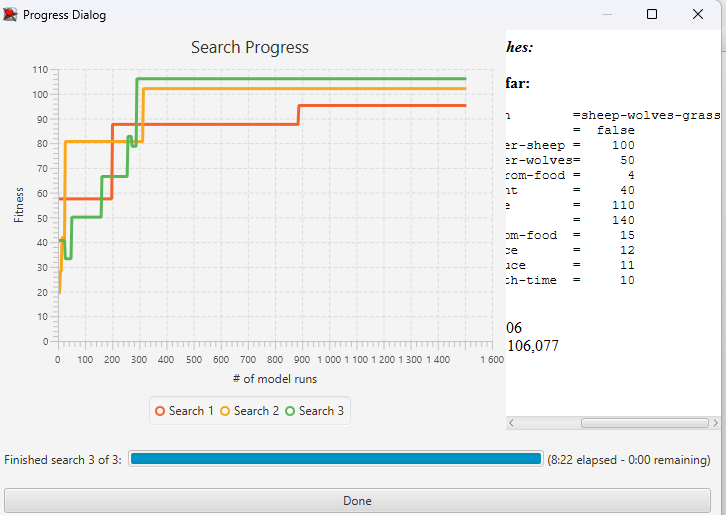 Progress Dialog
Search Progress
110
100
90
80
70
60
50
40
30
20
10
0
Fitness
0 100 200 300 400 500 600 700 800 900 1 000 1 100 1 200 1 300 1 400 1 600
# of model runs
Search 1 Search 2 Search 3
hes:
far:
=sheep-wolves-grass
= false
er-sheep = 100
er-wolves= 50
rom-food = 4
nt = 40
e = 110
= 140
rom-food = 15
ce = 12
uce = 11
ch-time = 10
06
106,077
Finished search 3 of 3: (8:22 elapsed - 0:00 remaining)
Done